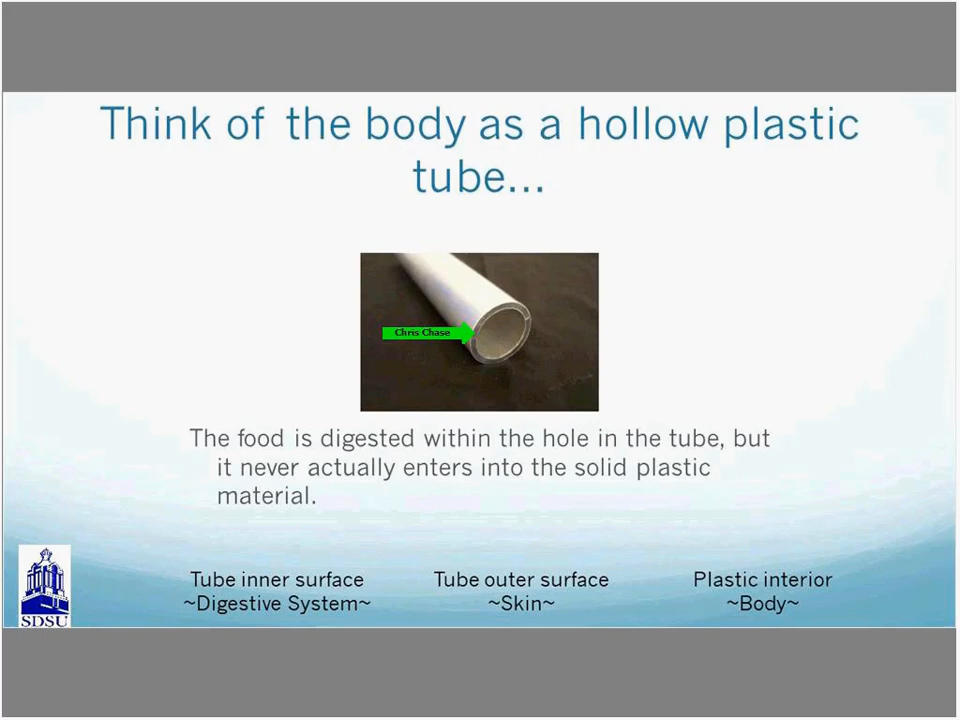 Think of the body as a hollow plastic
tube...
Chris Chase
The food is digested within the hole in the tube, but
it never actually enters into the solid plastic
material.
Tube inner surface
~Digestive System~
Tube outer surface
~Skin~
Plastic interior
~Body~
SDSU